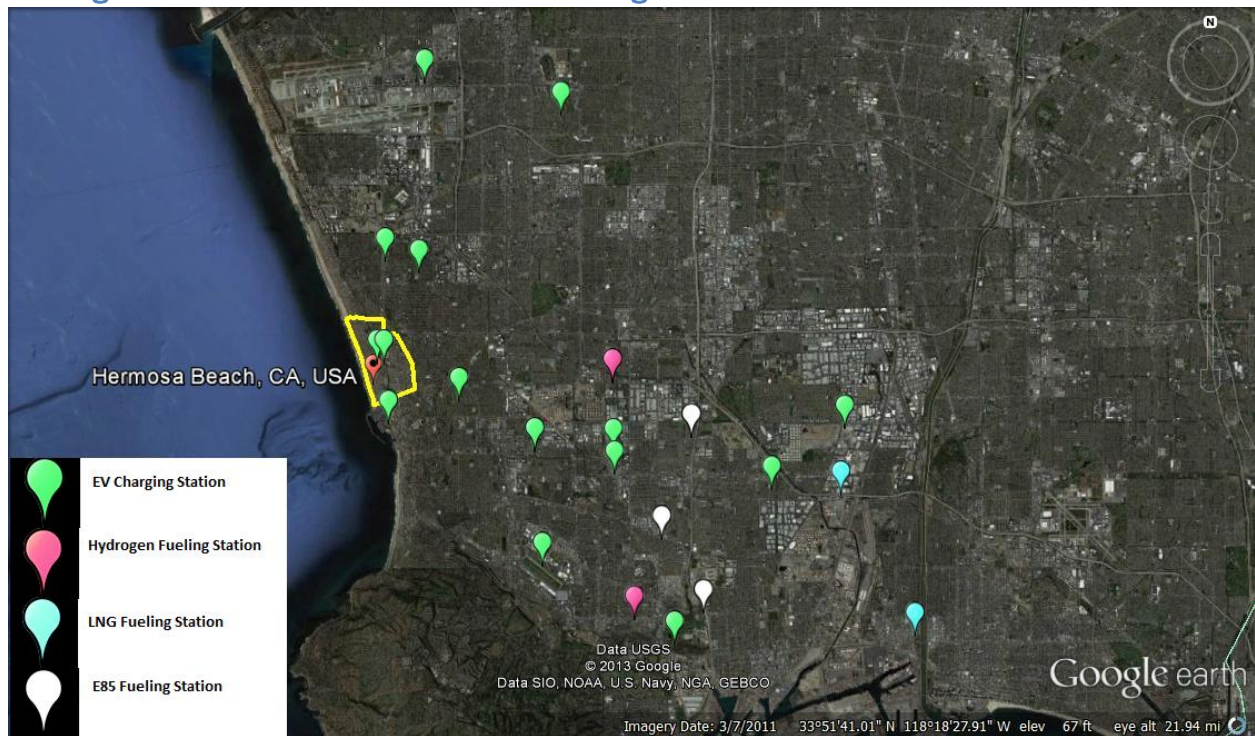 N
Hermosa Beach, CA, USA
EV Charging Station
Hydrogen Fueling Station
LNG Fueling Station
E85 Fueling Station
Data USGS
© 2013 Google
Data SIO, NOAA, U.S. Navy, NGA, GEBCO
Google earth
Imagery Date: 3/7/2011 33°51'41.01" N 118°18'27.91" W elev 67 ft eye alt 21.94 mi